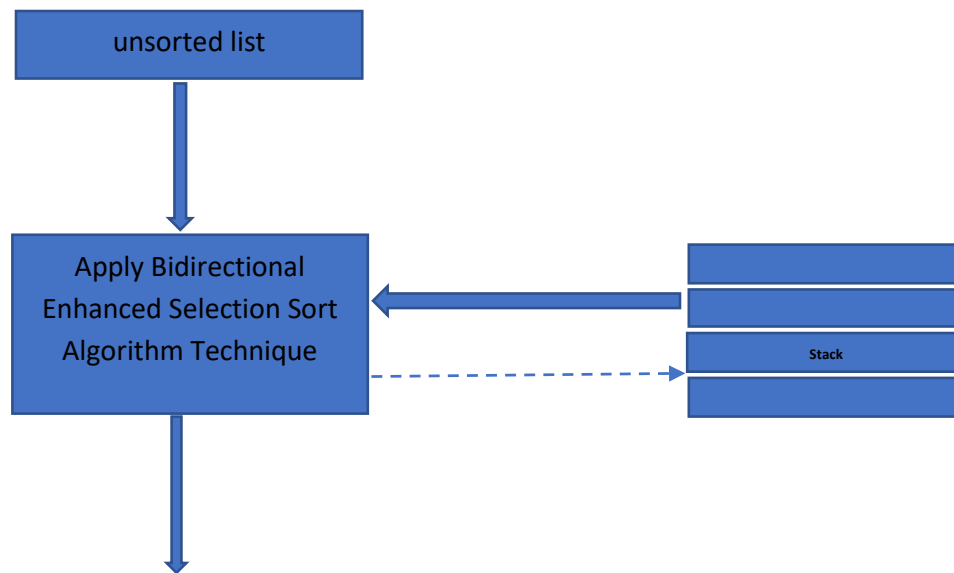 unsorted list
Apply Bidirectional
Enhanced Selection Sort
Algorithm Technique
Stack